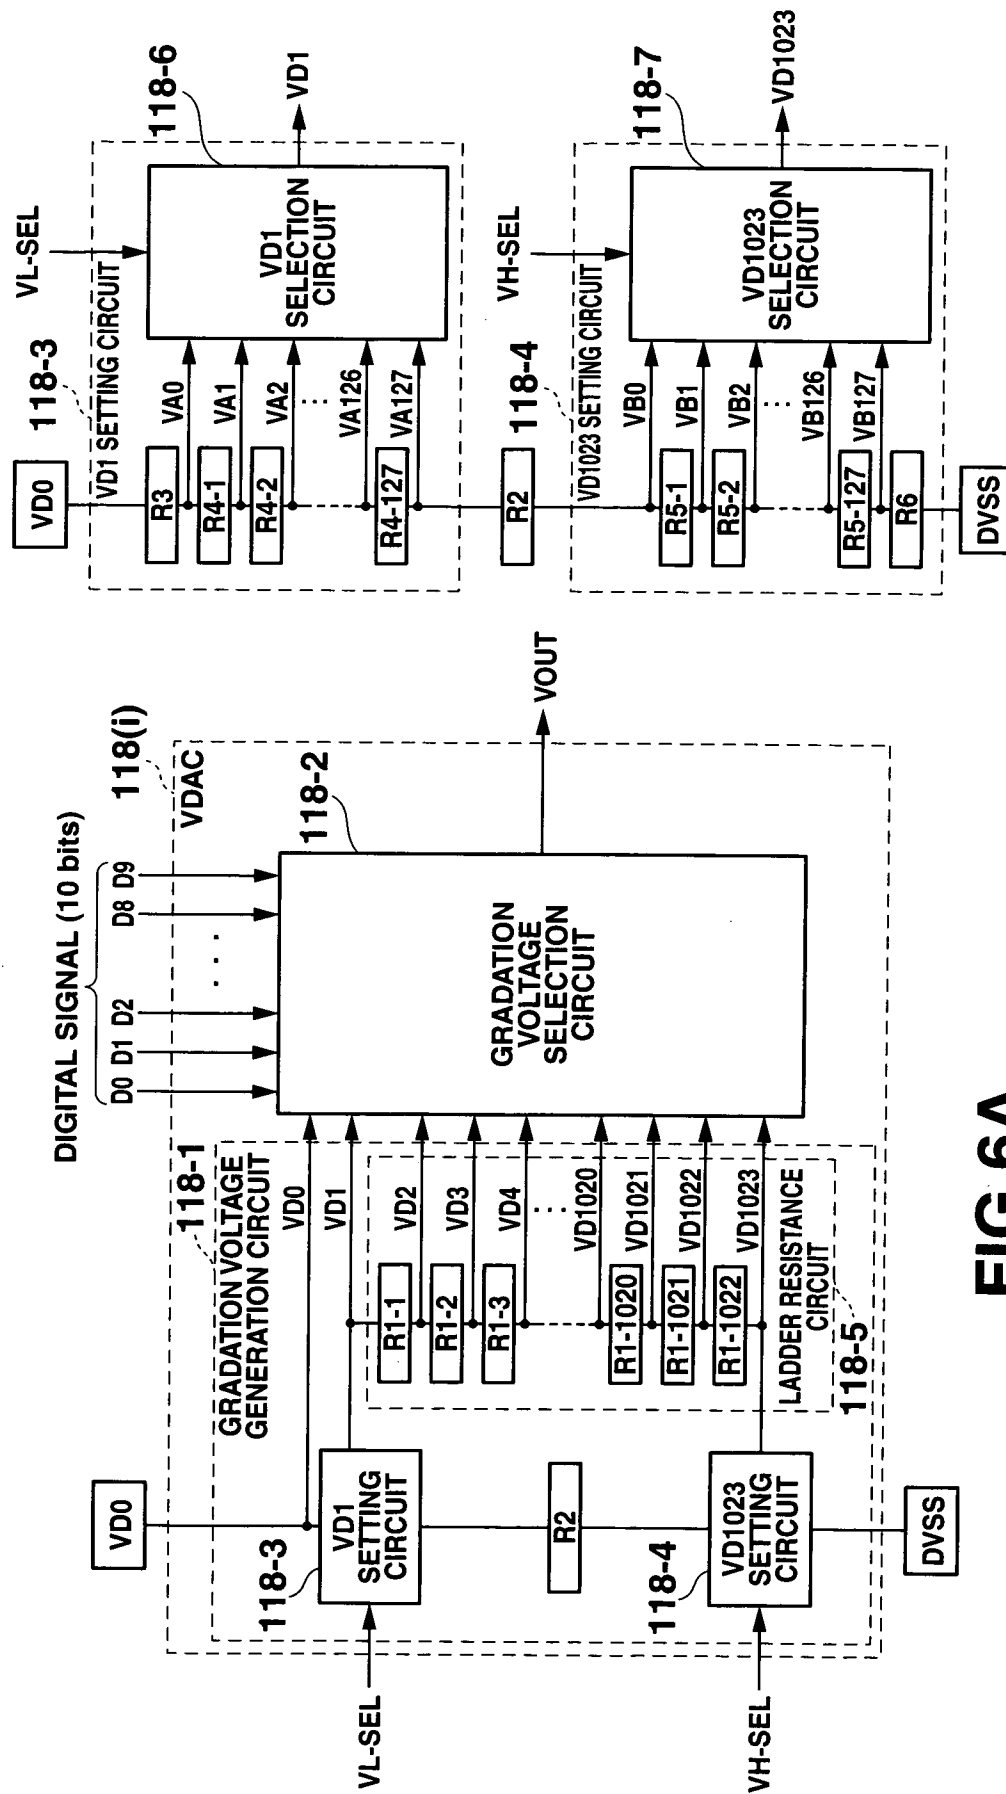 DIGITAL SIGNAL (10 bits)
D0 D1 D2 ... D8 D9
118(i)
VDAC
118-1
GRADATION VOLTAGE
GENERATION CIRCUIT
VD0
VL-SEL
118-3
VD1
SETTING
CIRCUIT
R2
VH-SEL
118-4
VD1023
SETTING
CIRCUIT
DVSS
VD0
VD1
R1-1
VD2
R1-2
VD3
R1-3
VD4
...
VD1020
R1-1020
VD1021
R1-1021
VD1022
R1-1022
VD1023
LADDER RESISTANCE
CIRCUIT
118-5
118-2
GRADATION
VOLTAGE
SELECTION
CIRCUIT
VOUT
VD0
118-3
VD1 SETTING CIRCUIT
VL-SEL
118-6
R3
VA0
R4-1
VA1
R4-2
VA2
...
VA126
R4-127
VA127
VD1
SELECTION
CIRCUIT
VD1
R2
118-4
VD1023 SETTING CIRCUIT
VH-SEL
118-7
VB0
R5-1
VB1
R5-2
VB2
...
VB126
R5-127
VB127
R6
VD1023
SELECTION
CIRCUIT
VD1023
DVSS
FIG.6A